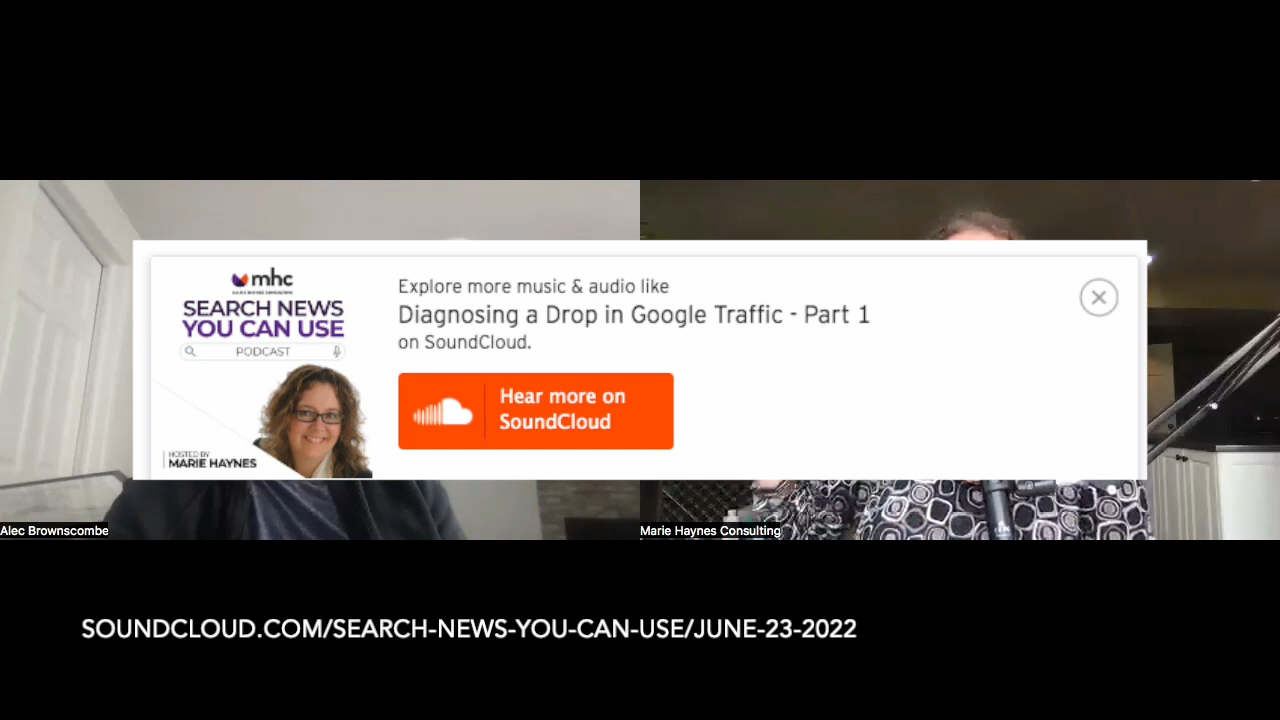 mhc
SEARCH NEWS
YOU CAN USE
PODCAST
HOSTED BY
MARIE HAYNES
Explore more music & audio like
Diagnosing a Drop in Google Traffic - Part 1
on SoundCloud.
Hear more on
SoundCloud
Alec Brownscombe
Marie Haynes Consulting
SOUNDCLOUD.COM/SEARCH-NEWS-YOU-CAN-USE/JUNE-23-2022